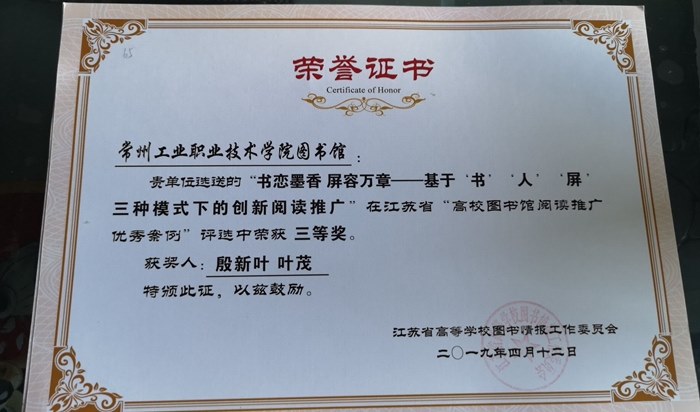 荣誉证书
Certificate of Honor
常州工业职业技术学院图书馆：
贵单位选送的“书恋墨香 屏容万章——基于‘书’‘人’‘屏’
三种模式下的创新阅读推广”在江苏省“高校图书馆阅读推广
优秀案例”评选中荣获 三等奖。
获奖人：殷新叶 叶茂
特颁此证，以兹鼓励。
江苏省高等学校图书情报工作委员会
二〇一九年四月十二日